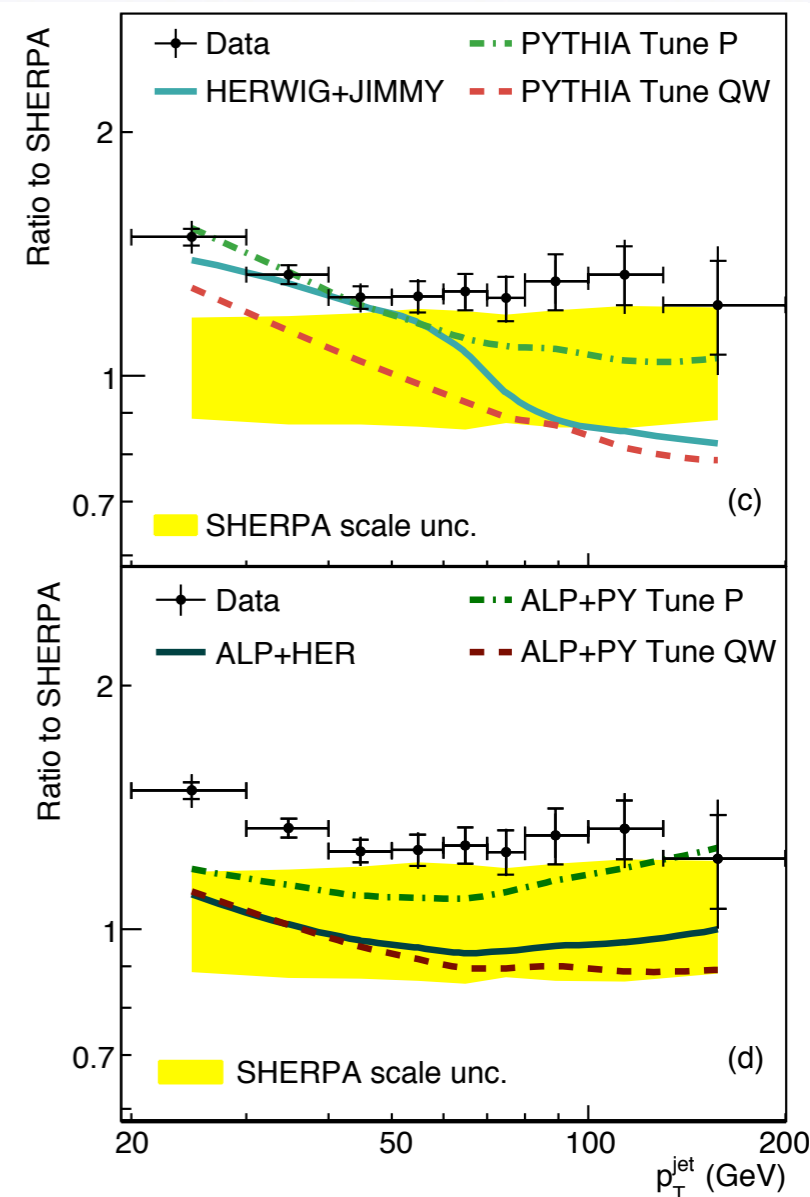 Ratio to SHERPA
Data
PYTHIA Tune P
HERWIG+JIMMY
PYTHIA Tune QW
2
1
0.7
SHERPA scale unc.
(c)
Ratio to SHERPA
Data
ALP+PY Tune P
ALP+HER
ALP+PY Tune QW
2
1
0.7
SHERPA scale unc.
(d)
20 50 100 200
p_T^jet (GeV)